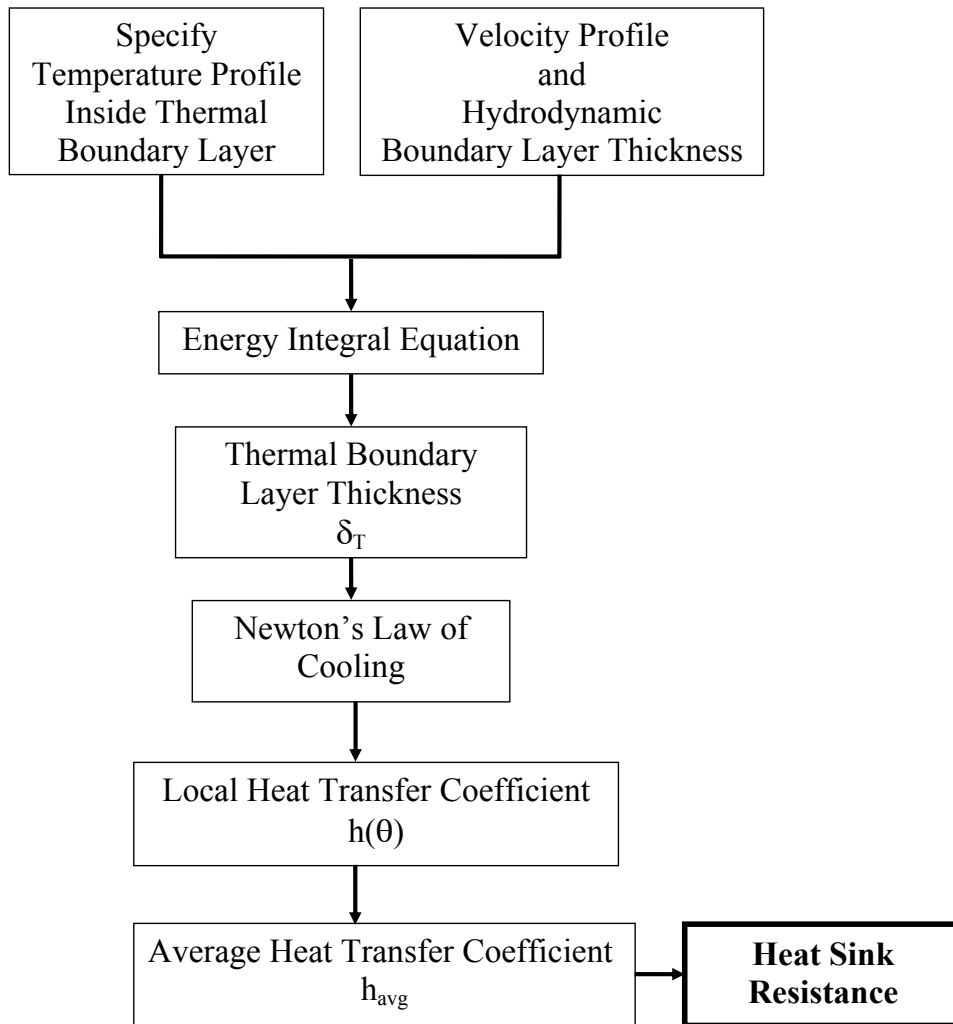 Specify
Temperature Profile
Inside Thermal
Boundary Layer
Velocity Profile
and
Hydrodynamic
Boundary Layer Thickness
Energy Integral Equation
Thermal Boundary
Layer Thickness
δT
Newton’s Law of
Cooling
Local Heat Transfer Coefficient
h(θ)
Average Heat Transfer Coefficient
havg
Heat Sink
Resistance